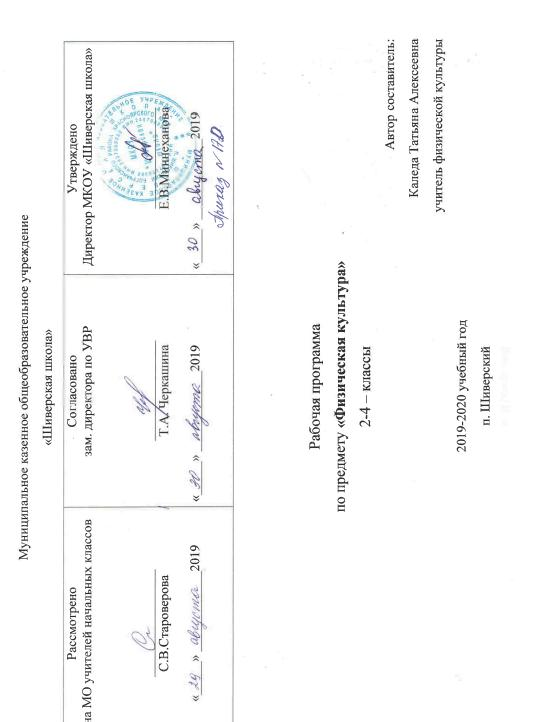 Муниципальное казенное общеобразовательное учреждение
«Шиверская школа»
Рассмотрено
на МО учителей начальных классов
С.В.Староверова
« 29 » августа 2019
Согласовано
зам. директора по УВР
Т.А.Черкашина
« 30 » августа 2019
Утверждено
Директор МКОУ «Шиверская школа»
Е.В.Миннеханова
« 30 » августа 2019
Приказ №
Рабочая программа
по предмету «Физическая культура»
2-4 – классы
Автор составитель:
Каледа Татьяна Алексеевна
учитель физической культуры
2019-2020 учебный год
п. Шиверский